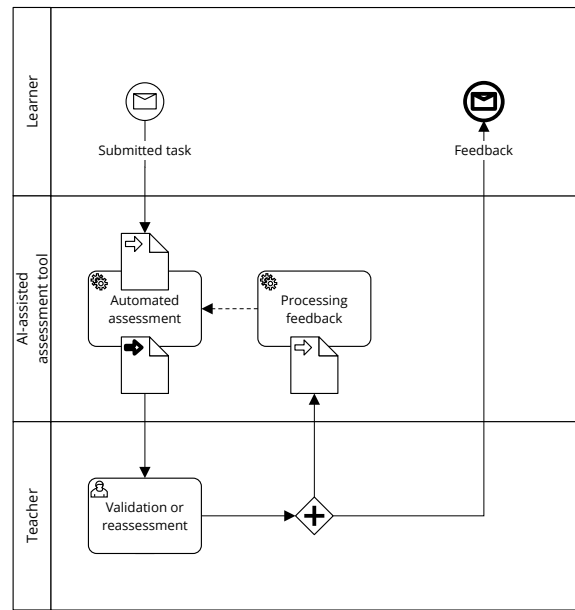 Learner
Submitted task
Feedback
AI-assisted
assessment tool
Automated
assessment
Processing
feedback
Teacher
Validation or
reassessment